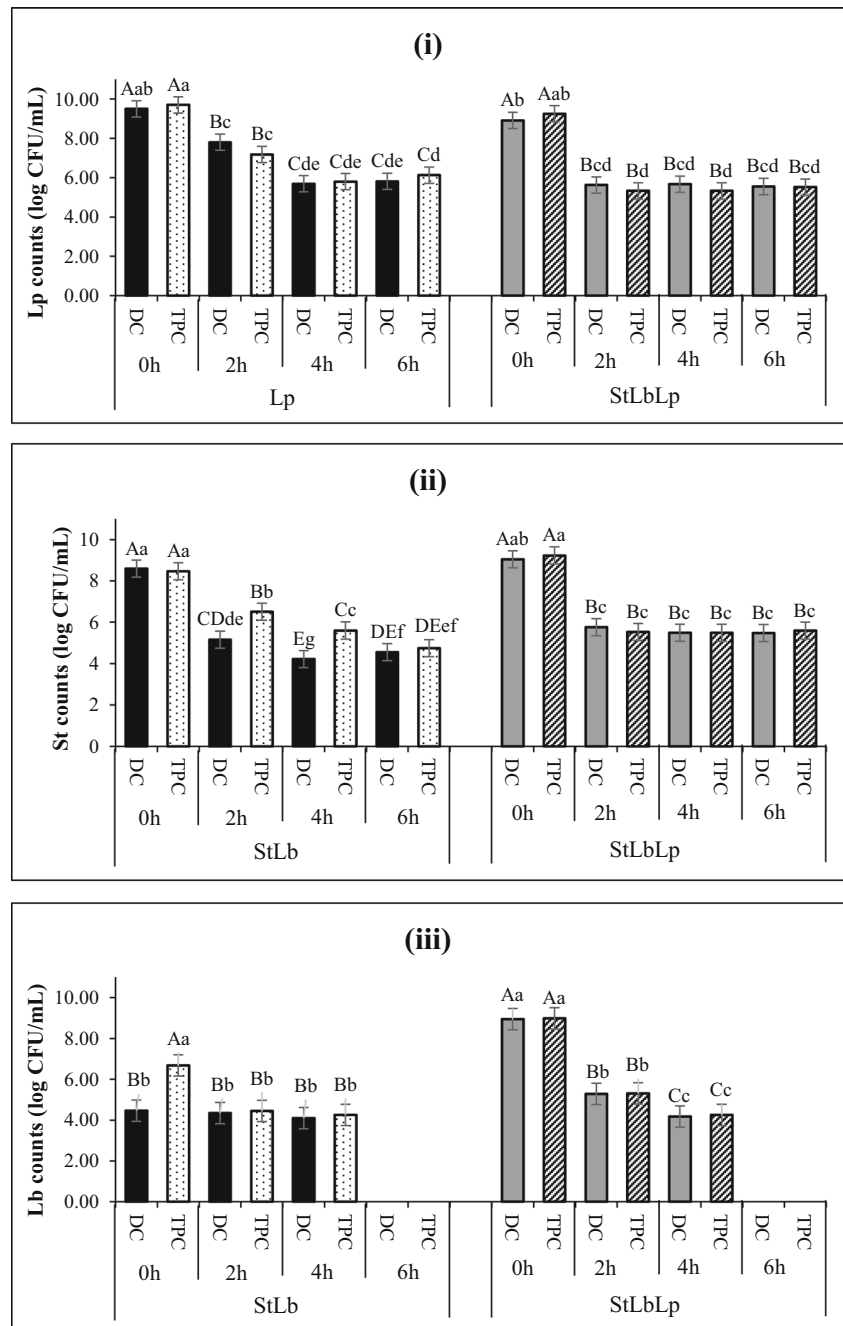 (i)
Lp counts (log CFU/mL)
10.00
8.00
6.00
4.00
2.00
0.00
Aab Aa Bc Bc Cde Cde Cde Cd Ab Aab Bcd Bd Bcd Bd Bcd Bcd
DC TPC DC TPC DC TPC DC TPC DC TPC DC TPC DC TPC DC TPC
0h 2h 4h 6h 0h 2h 4h 6h
Lp StLbLp
(ii)
St counts (log CFU/mL)
10
8
6
4
2
0
Aa Aa CDde Bb Eg Cc DEf DEef Aab Aa Bc Bc Bc Bc Bc Bc
DC TPC DC TPC DC TPC DC TPC DC TPC DC TPC DC TPC DC TPC
0h 2h 4h 6h 0h 2h 4h 6h
StLb StLbLp
(iii)
Lb counts (log CFU/mL)
10.00
8.00
6.00
4.00
2.00
0.00
Bb Aa Bb Bb Bb Bb Aa Aa Bb Bb Cc Cc
DC TPC DC TPC DC TPC DC TPC DC TPC DC TPC DC TPC DC TPC
0h 2h 4h 6h 0h 2h 4h 6h
StLb StLbLp